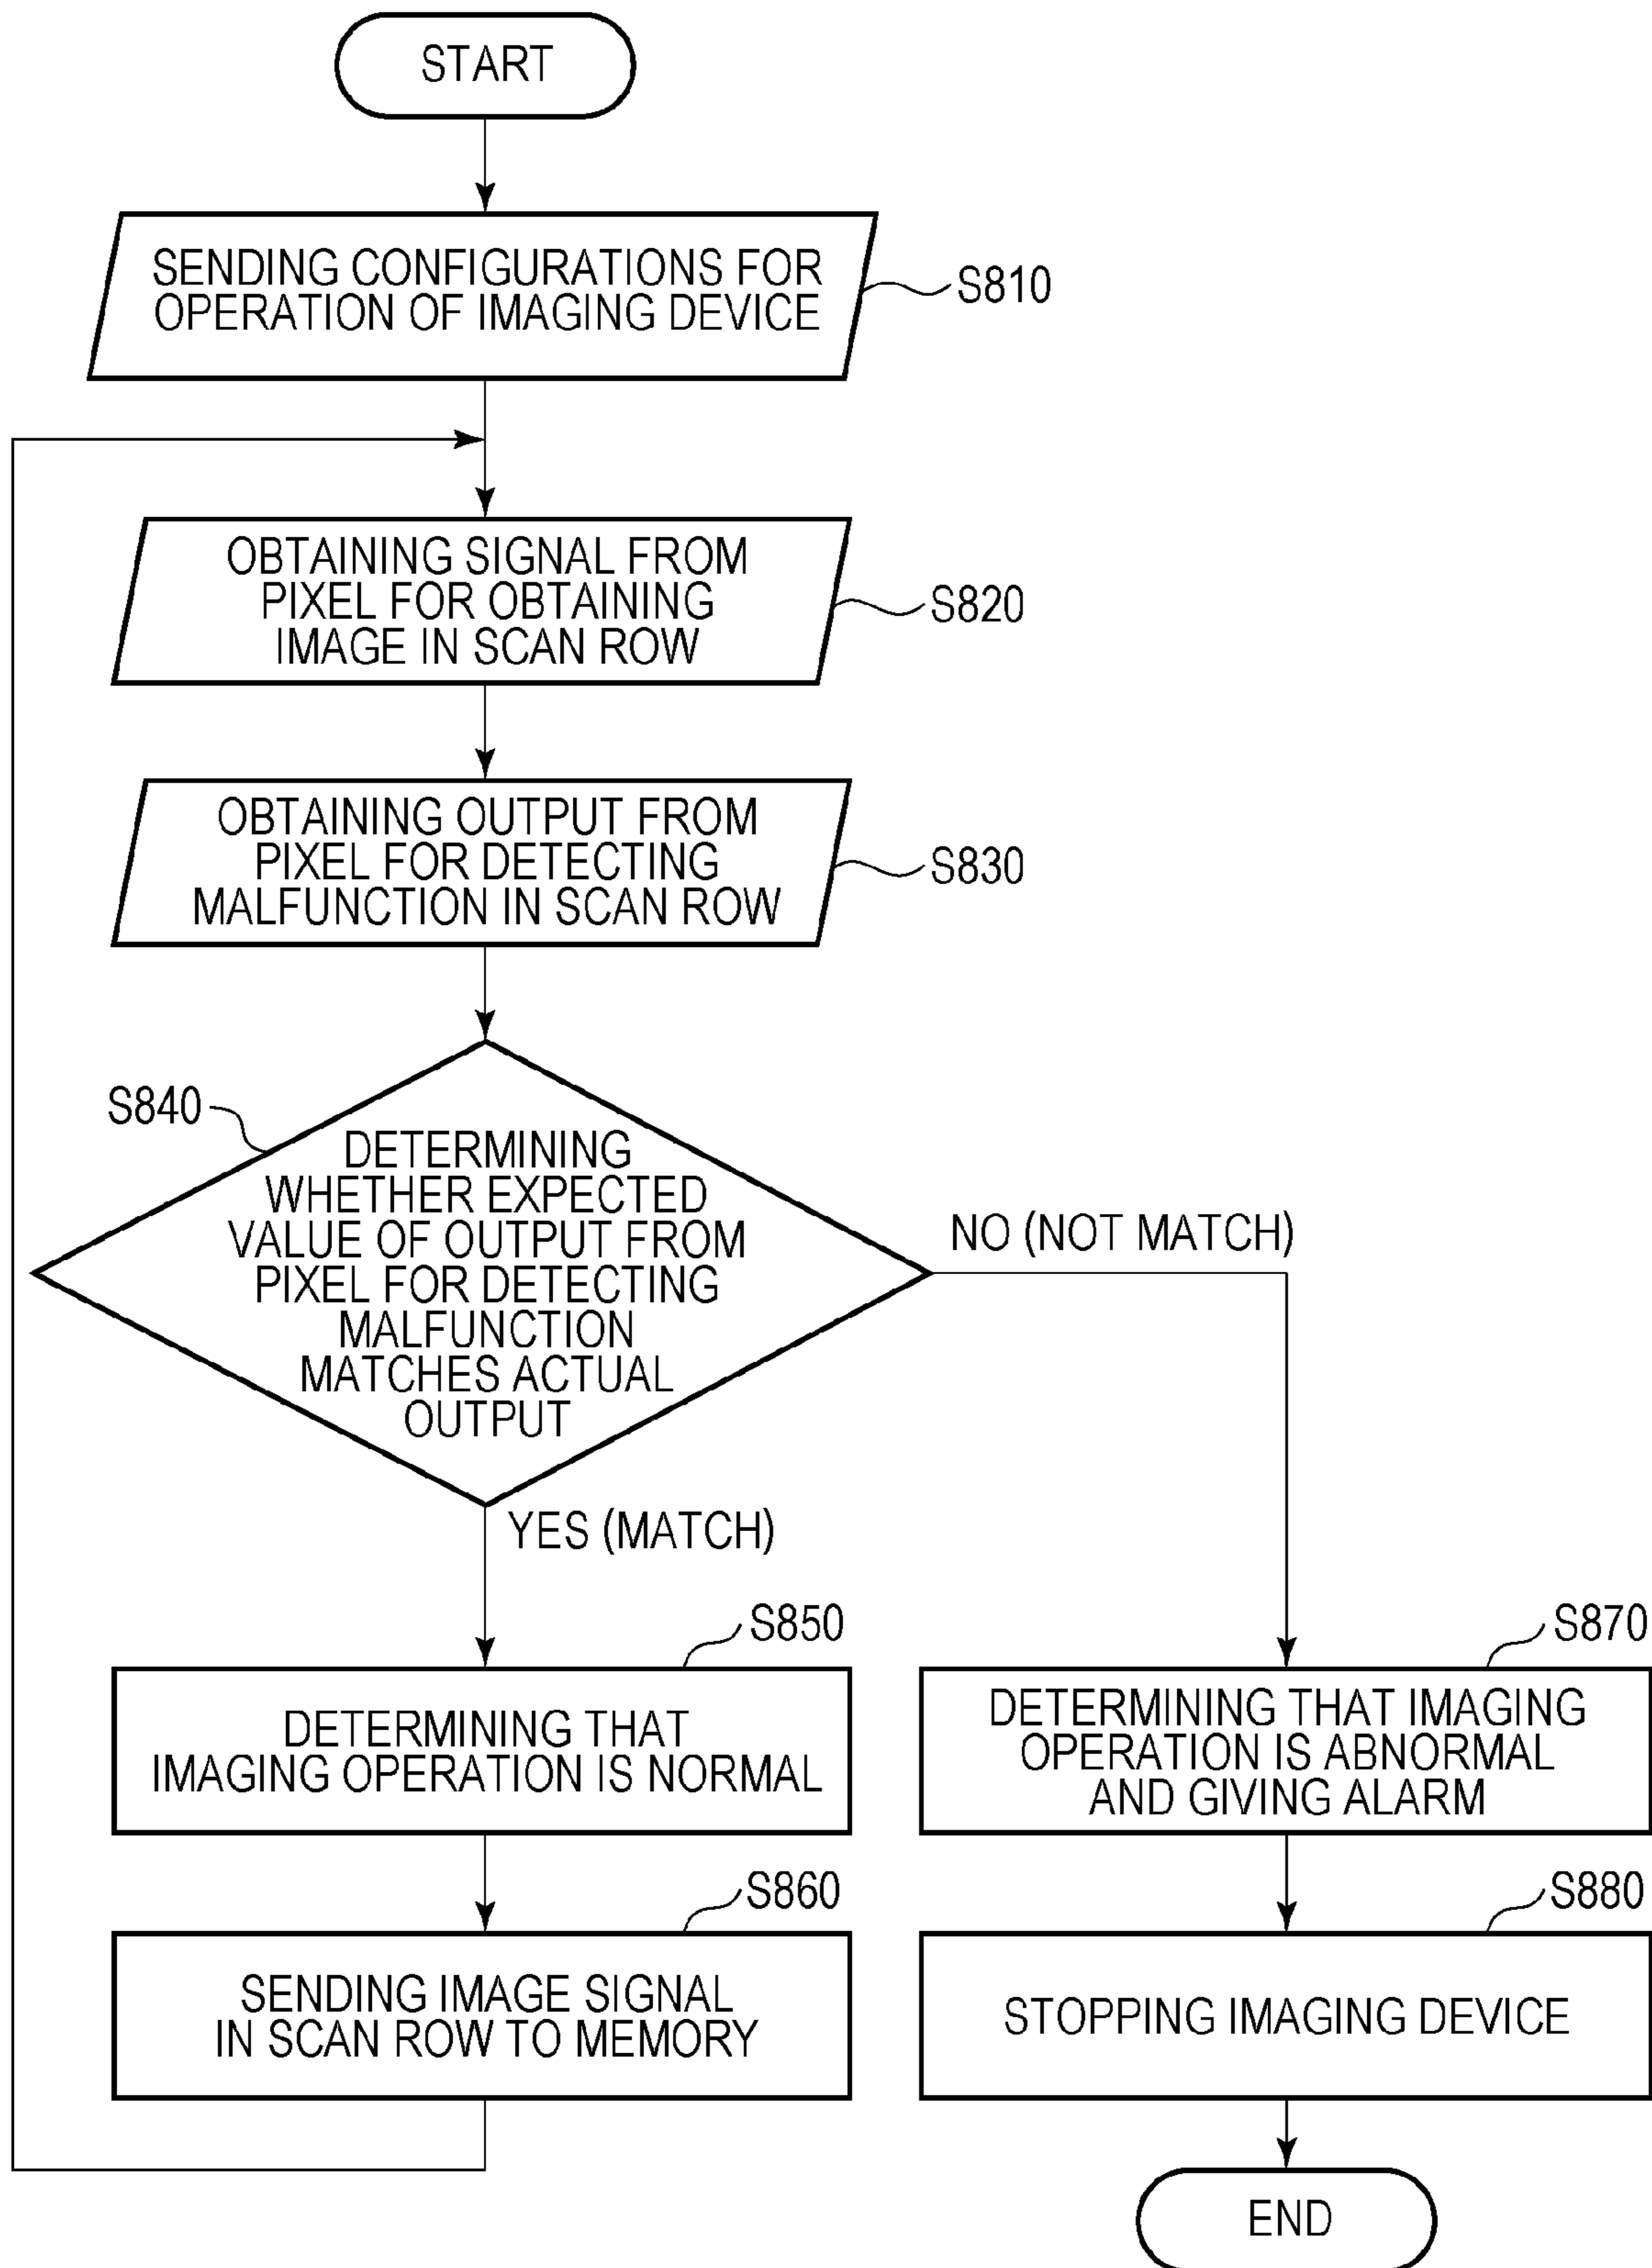 START
SENDING CONFIGURATIONS FOR
OPERATION OF IMAGING DEVICE
S810
OBTAINING SIGNAL FROM
PIXEL FOR OBTAINING
IMAGE IN SCAN ROW
S820
OBTAINING OUTPUT FROM
PIXEL FOR DETECTING
MALFUNCTION IN SCAN ROW
S830
S840
DETERMINING
WHETHER EXPECTED
VALUE OF OUTPUT FROM
PIXEL FOR DETECTING
MALFUNCTION
MATCHES ACTUAL
OUTPUT
NO (NOT MATCH)
YES (MATCH)
S850
DETERMINING THAT
IMAGING OPERATION IS NORMAL
S870
DETERMINING THAT IMAGING
OPERATION IS ABNORMAL
AND GIVING ALARM
S860
SENDING IMAGE SIGNAL
IN SCAN ROW TO MEMORY
S880
STOPPING IMAGING DEVICE
END